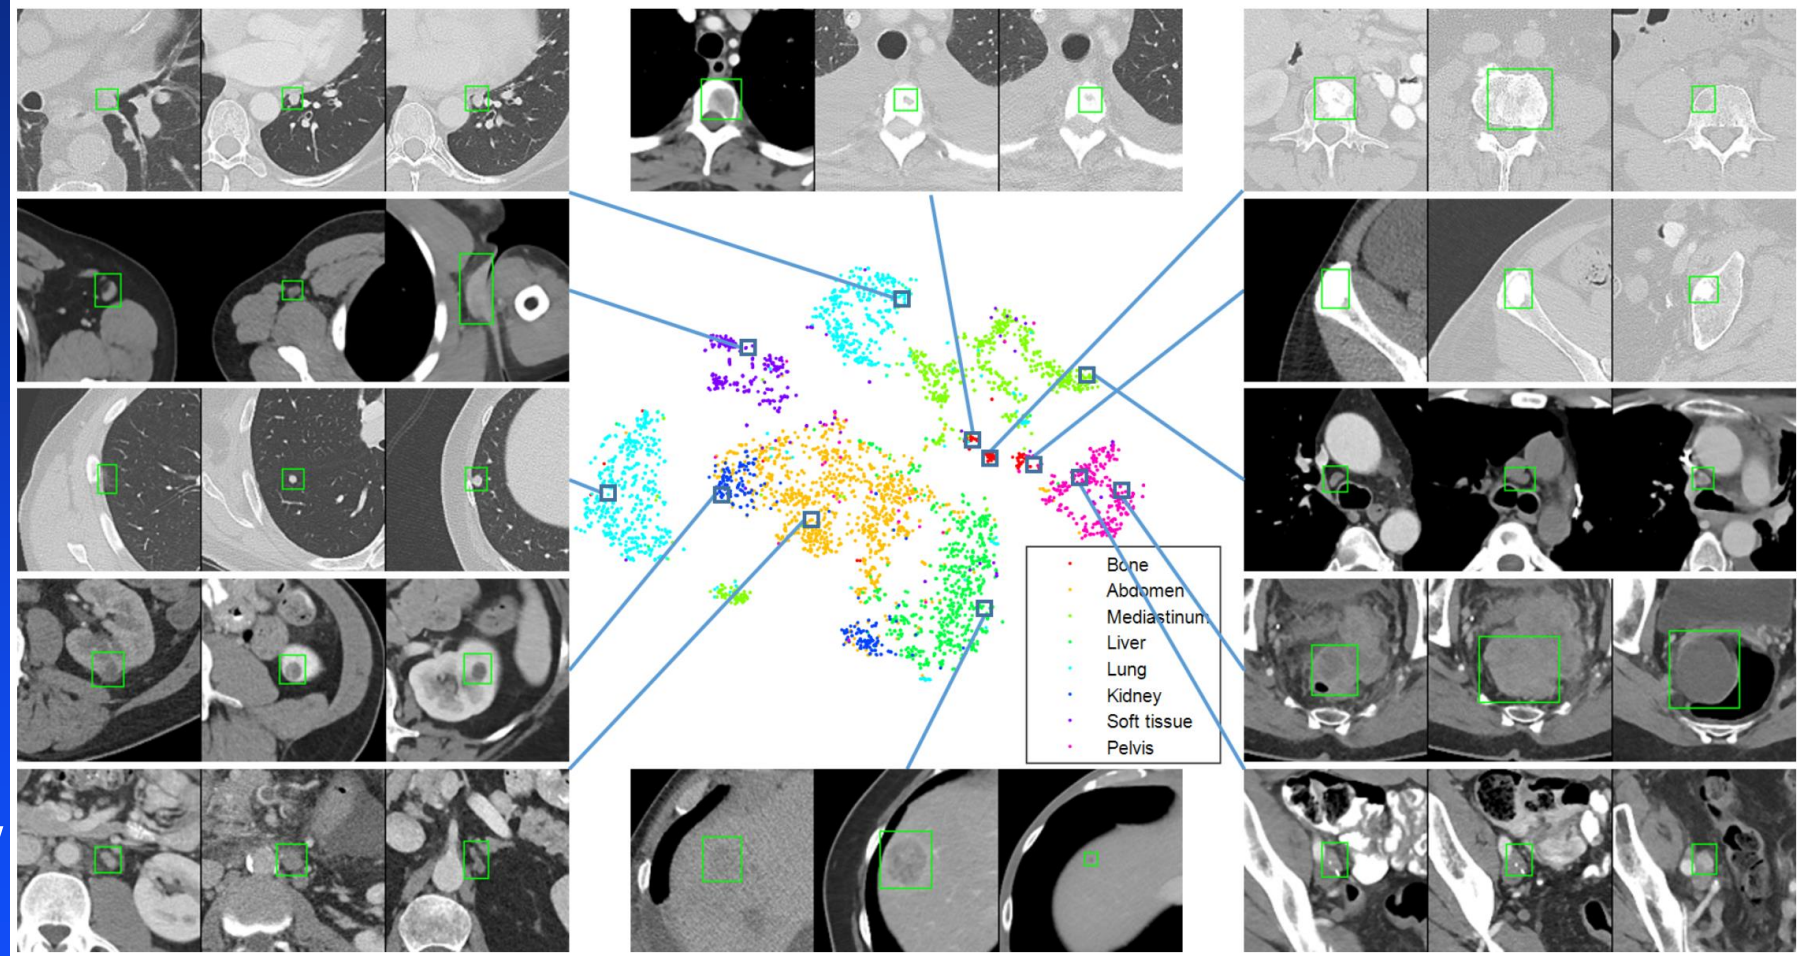 Bone
Abdomen
Mediastinum
Liver
Lung
Kidney
Soft tissue
Pelvis